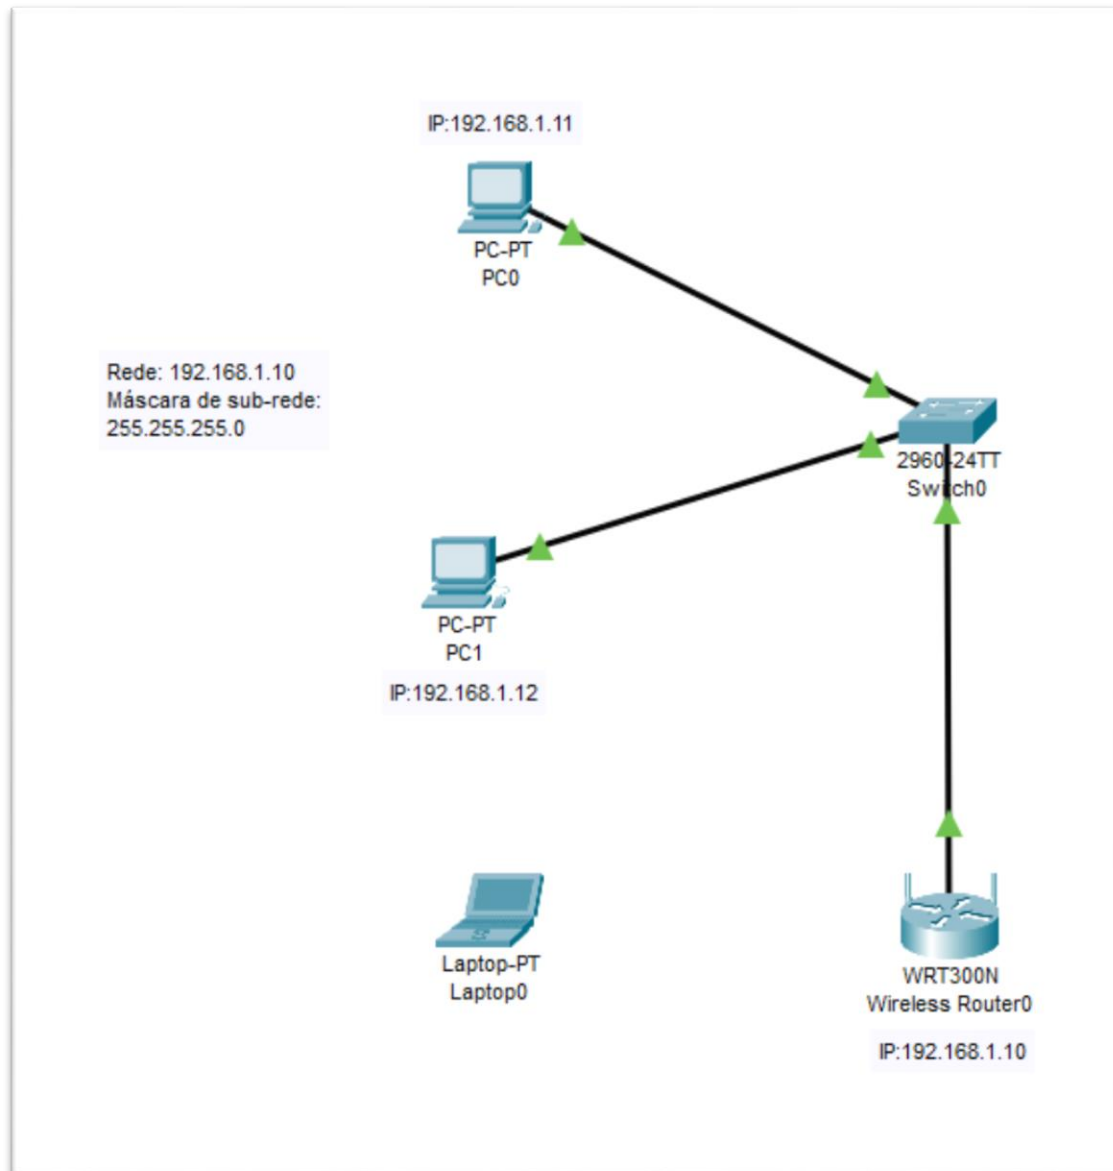 IP:192.168.1.11
PC-PT
PC0
Rede: 192.168.1.10
Máscara de sub-rede:
255.255.255.0
2960-24TT
Switch0
PC-PT
PC1
IP:192.168.1.12
Laptop-PT
Laptop0
WRT300N
Wireless Router0
IP:192.168.1.10